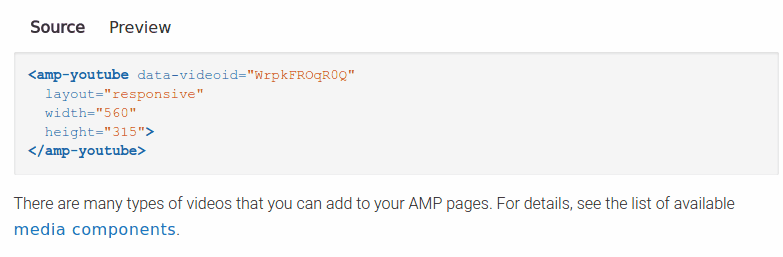 Source Preview
<amp-youtube data-videoid="WrpkFROqR0Q"
layout="responsive"
width="560"
height="315">
</amp-youtube>
There are many types of videos that you can add to your AMP pages. For details, see the list of available
media components.